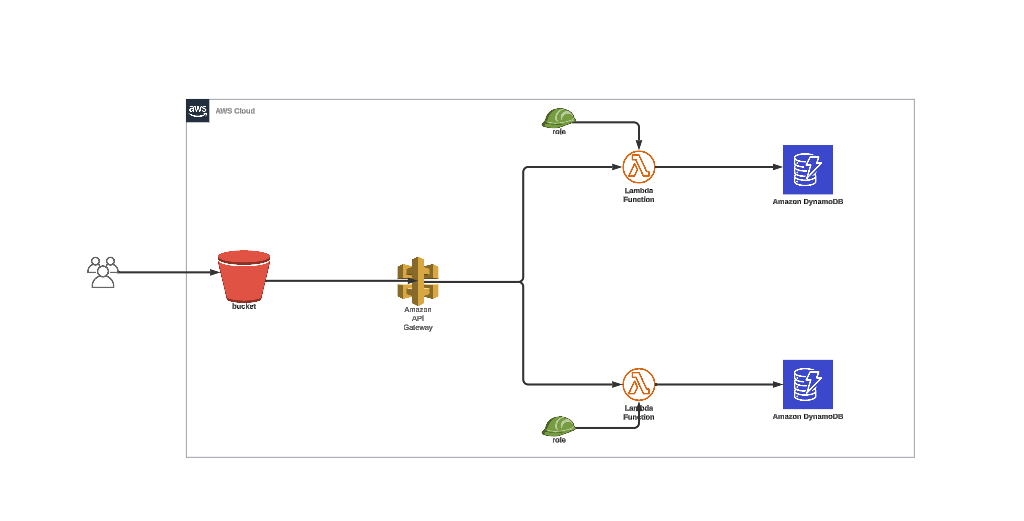 aws
AWS Cloud
role
Lambda
Function
Amazon DynamoDB
bucket
Amazon
API
Gateway
Lambda
Function
Amazon DynamoDB
role